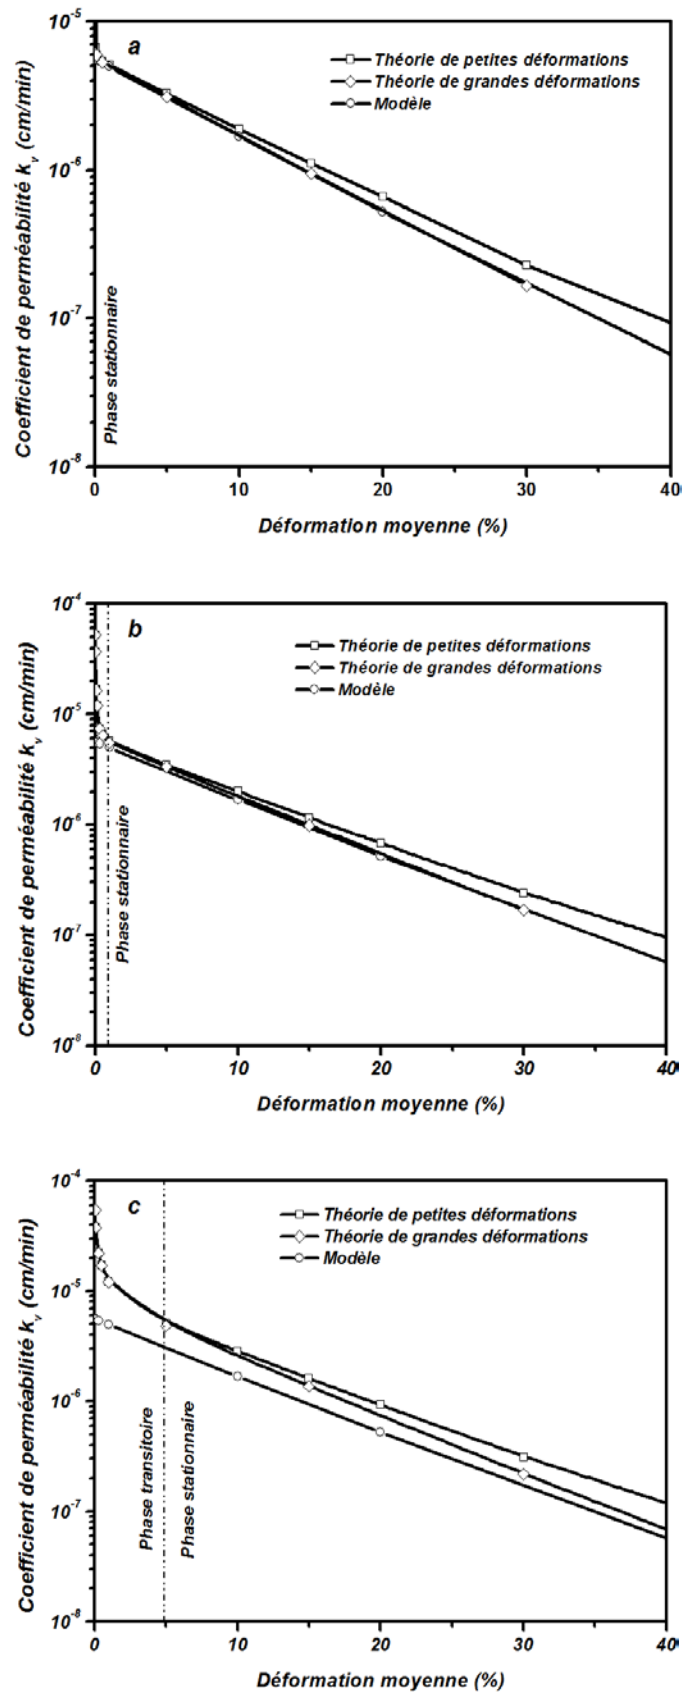 a
Théorie de petites déformations
Théorie de grandes déformations
Modèle
Coefficient de perméabilité kᵥ (cm/min)
10⁻⁵
10⁻⁶
10⁻⁷
10⁻⁸
Phase stationnaire
0 10 20 30 40
Déformation moyenne (%)
b
Théorie de petites déformations
Théorie de grandes déformations
Modèle
Coefficient de perméabilité kᵥ (cm/min)
10⁻⁴
10⁻⁵
10⁻⁶
10⁻⁷
10⁻⁸
Phase stationnaire
0 10 20 30 40
Déformation moyenne (%)
c
Théorie de petites déformations
Théorie de grandes déformations
Modèle
Coefficient de perméabilité kᵥ (cm/min)
10⁻⁴
10⁻⁵
10⁻⁶
10⁻⁷
10⁻⁸
Phase transitoire
Phase stationnaire
0 10 20 30 40
Déformation moyenne (%)